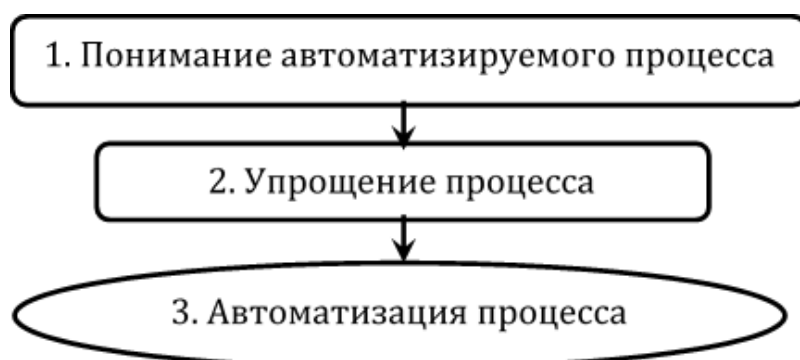 1. Понимание автоматизируемого процесса
2. Упрощение процесса
3. Автоматизация процесса